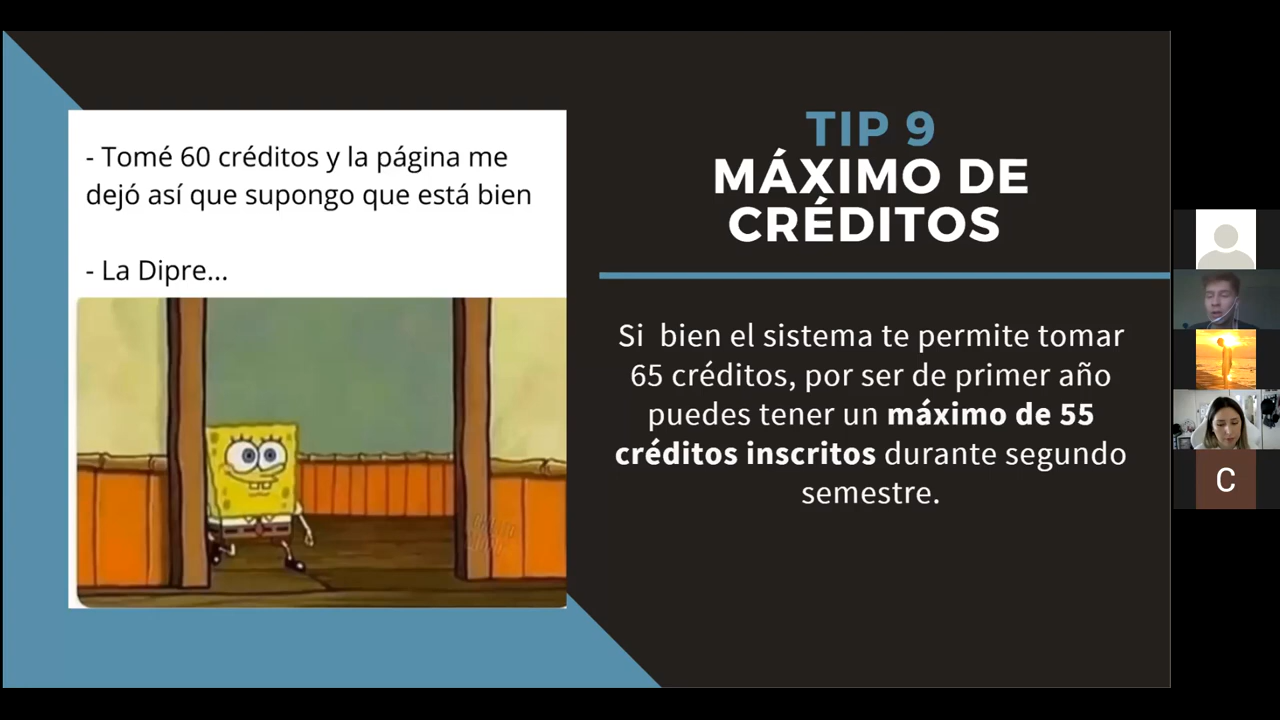 - Tomé 60 créditos y la página me
dejó así que supongo que está bien
- La Dipre...
TIP 9
MÁXIMO DE
CRÉDITOS
Si bien el sistema te permite tomar
65 créditos, por ser de primer año
puedes tener un máximo de 55
créditos inscritos durante segundo
semestre.
C